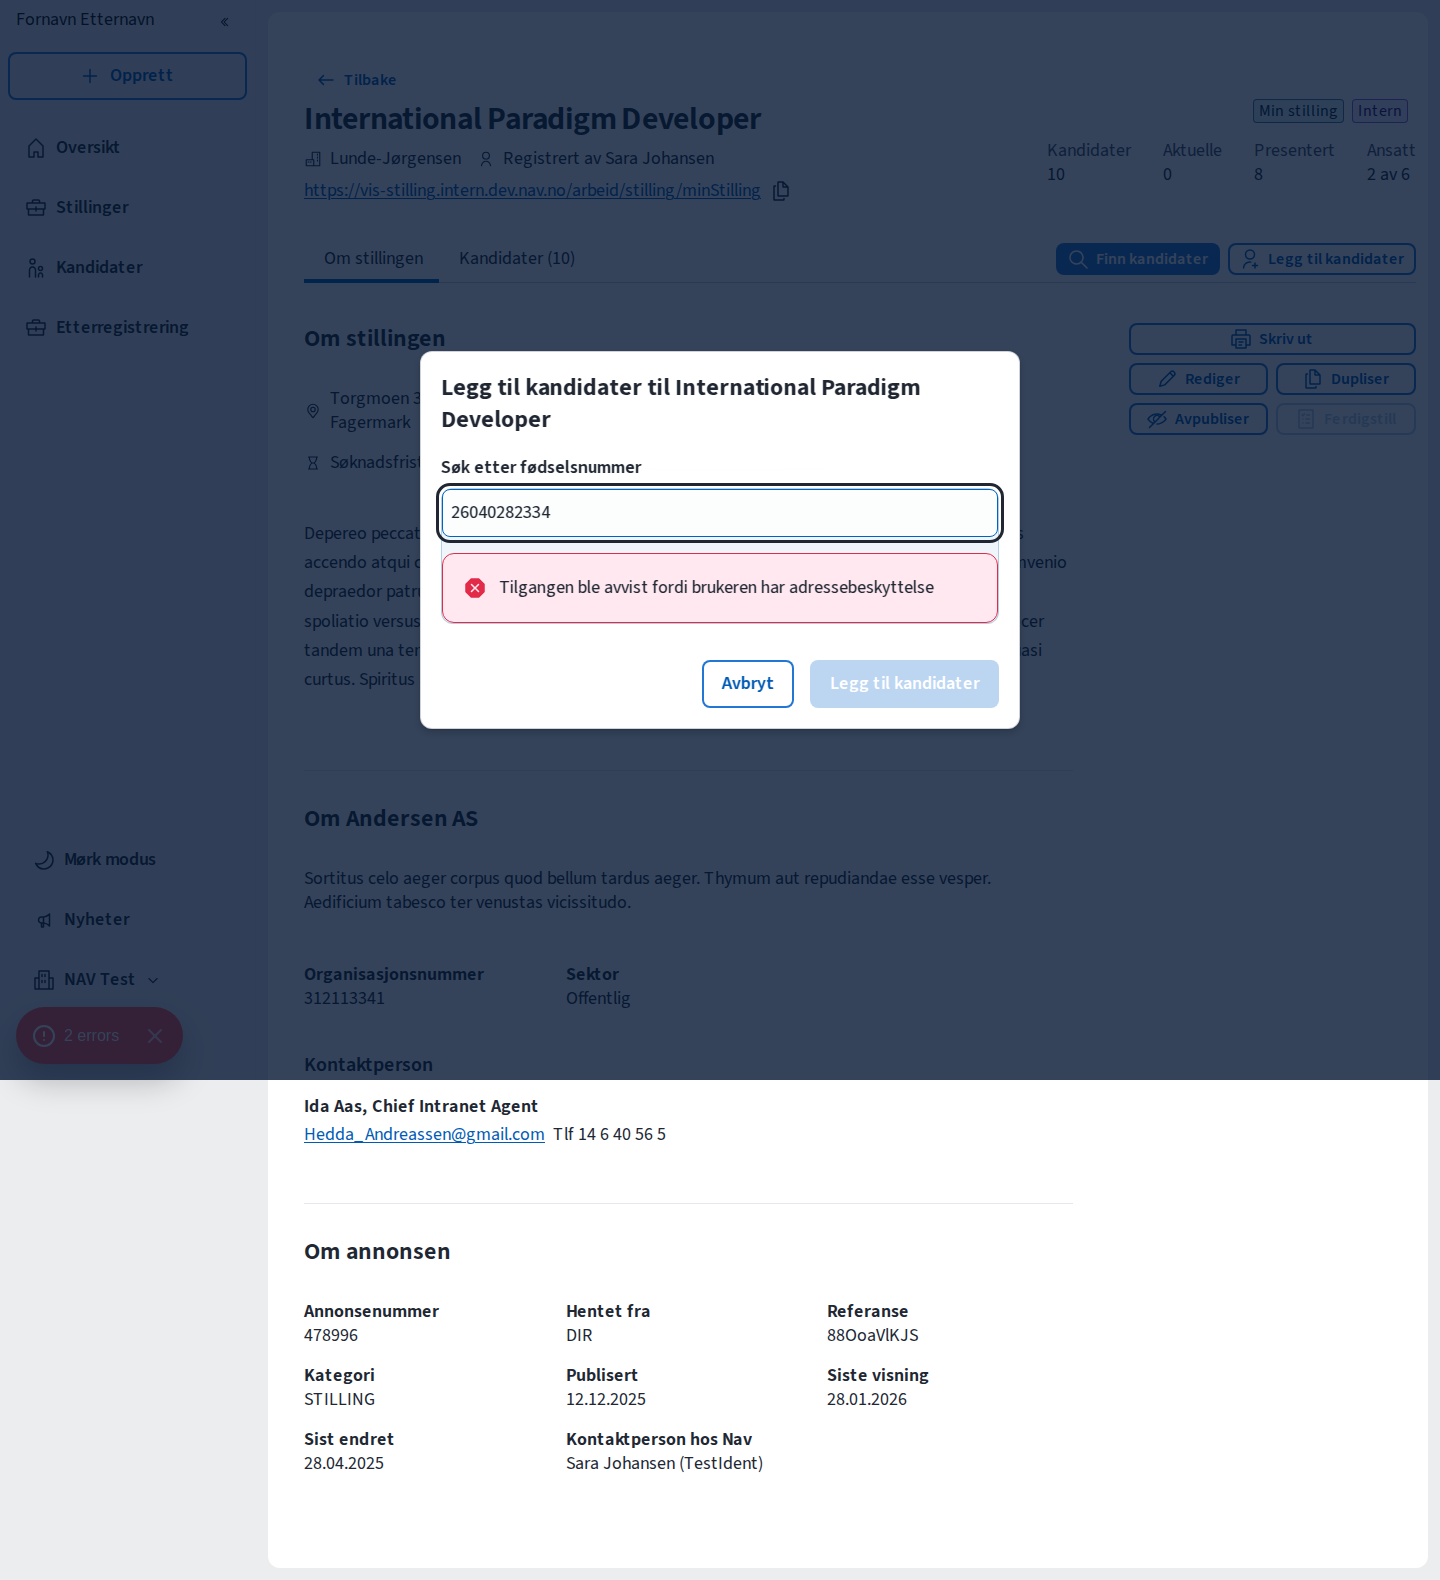 Fornavn Etternavn
Opprett
Oversikt
Stillinger
Kandidater
Etterregistrering
Mørk modus
Nyheter
NAV Test
2 errors
Tilbake
International Paradigm Developer
Min stilling
Intern
Lunde-Jørgensen
Registrert av Sara Johansen
https://vis-stilling.intern.dev.nav.no/arbeid/stilling/minStilling
Kandidater
10
Aktuelle
0
Presentert
8
Ansatt
2 av 6
Om stillingen
Kandidater (10)
Finn kandidater
Legg til kandidater
Om stillingen
Skriv ut
Rediger
Dupliser
Avpubliser
Ferdigstill
Torgmoen 3
Fagermark
Søknadsfrist
Depereo peccat
accendo atqui
depraedor patr
spoliatio versus
cer
tandem una ter
curtus. Spiritus
Legg til kandidater til International Paradigm
Developer
Søk etter fødselsnummer
26040282334
Tilgangen ble avvist fordi brukeren har adressebeskyttelse
Avbryt
Legg til kandidater
Om Andersen AS
Sortitus celo aeger corpus quod bellum tardus aeger. Thymum aut repudiandae esse vesper.
Aedificium tabesco ter venustas vicissitudo.
Organisasjonsnummer
312113341
Sektor
Offentlig
Kontaktperson
Ida Aas, Chief Intranet Agent
Hedda_Andreassen@gmail.com Tlf 14 6 40 56 5
Om annonsen
Annonsenummer
478996
Hentet fra
DIR
Referanse
88OoaVlKJS
Kategori
STILLING
Publisert
12.12.2025
Siste visning
28.01.2026
Sist endret
28.04.2025
Kontaktperson hos Nav
Sara Johansen (TestIdent)